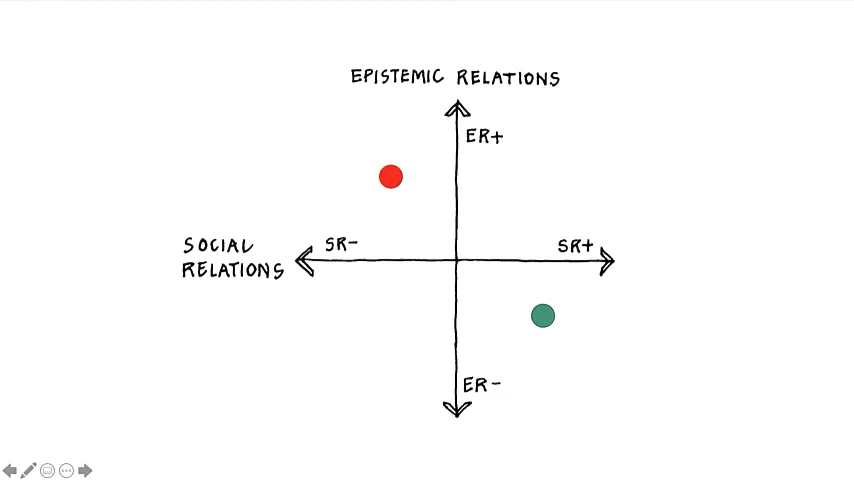 EPISTEMIC RELATIONS
ER+
SOCIAL
RELATIONS
SR-
SR+
ER-